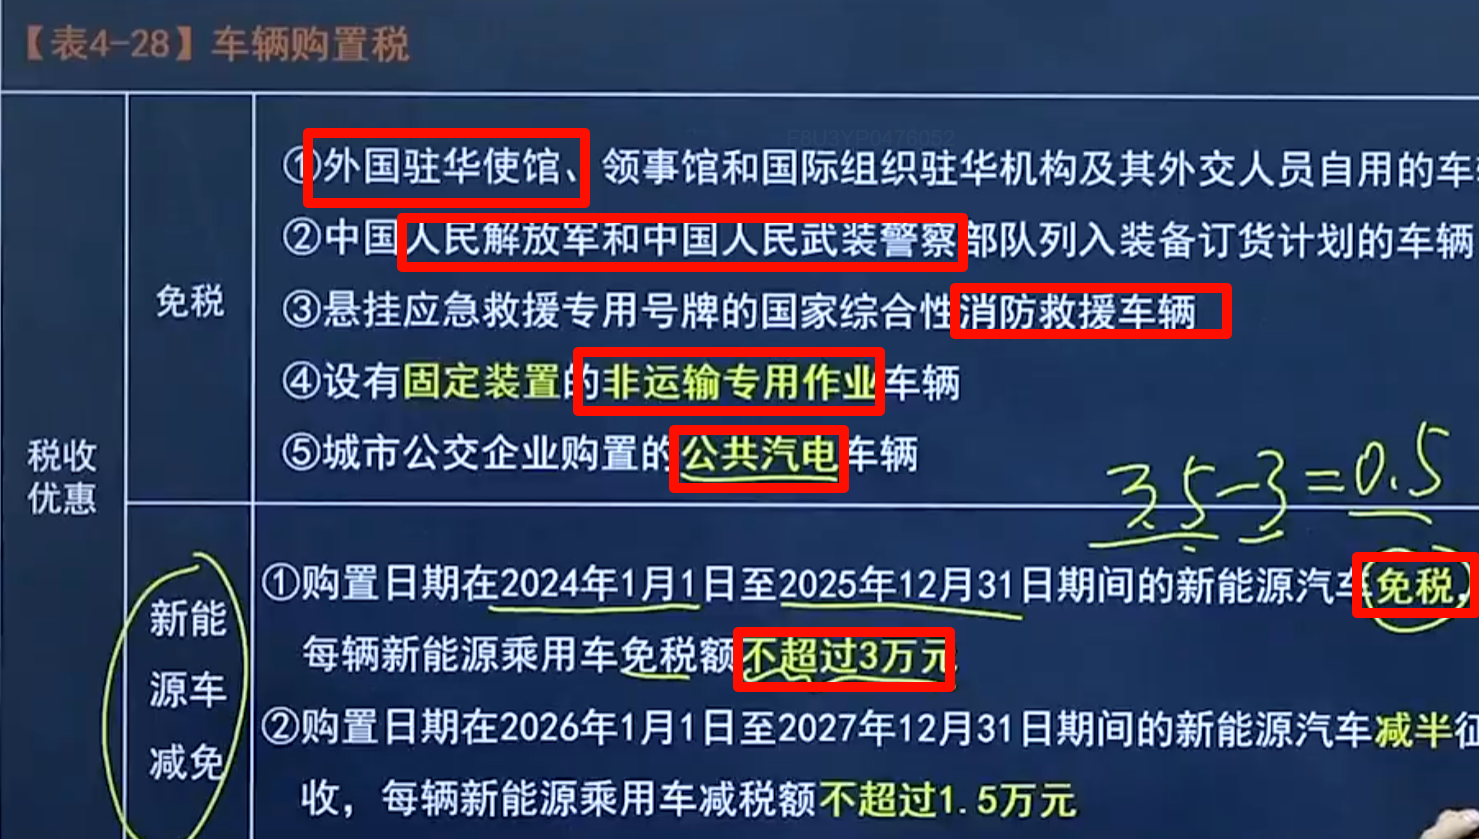 【表4-28】车辆购置税
税收优惠
免税
①外国驻华使馆、领事馆和国际组织驻华机构及其外交人员自用的车
②中国人民解放军和中国人民武装警察部队列入装备订货计划的车辆
③悬挂应急救援专用号牌的国家综合性消防救援车辆
④设有固定装置的非运输专用作业车辆
⑤城市公交企业购置的公共汽电车辆
3.5-3=0.5
新能源车减免
①购置日期在2024年1月1日至2025年12月31日期间的新能源汽车免税,
每辆新能源乘用车免税额不超过3万元
②购置日期在2026年1月1日至2027年12月31日期间的新能源汽车减半征
收，每辆新能源乘用车减税额不超过1.5万元